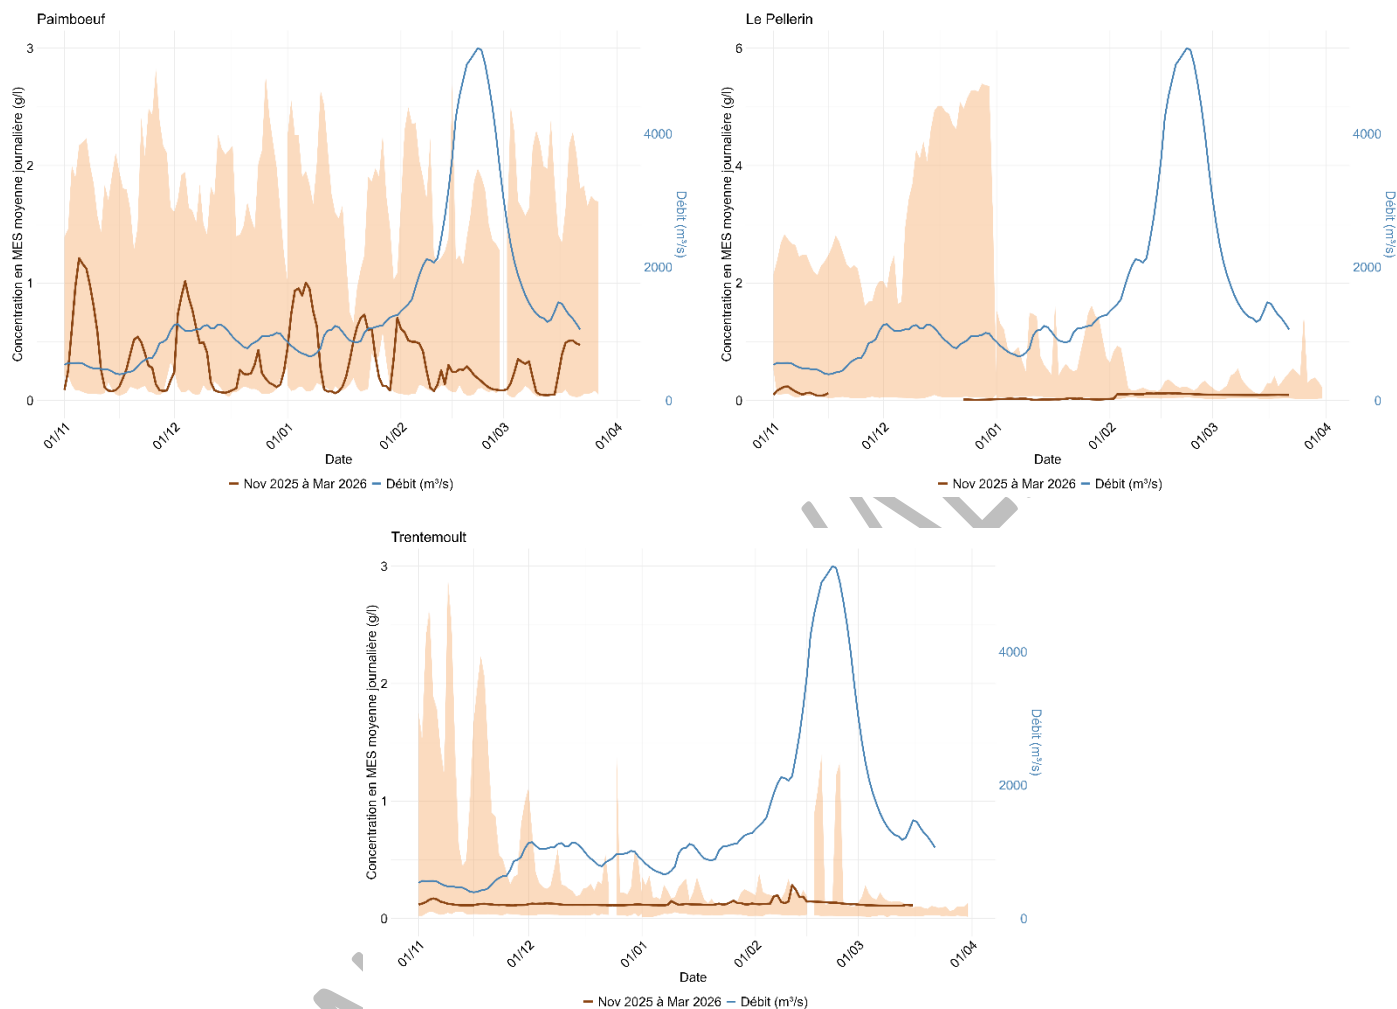 Paimboeuf
Concentration en MES moyenne journalière (g/l)
3
2
1
0
4000
2000
0
Débit (m³/s)
01/11
01/12
01/01
01/02
01/03
01/04
Date
Nov 2025 à Mar 2026
Débit (m³/s)
Le Pellerin
Concentration en MES moyenne journalière (g/l)
6
4
2
0
4000
2000
0
Débit (m³/s)
01/11
01/12
01/01
01/02
01/03
01/04
Date
Nov 2025 à Mar 2026
Débit (m³/s)
Trentemoult
Concentration en MES moyenne journalière (g/l)
3
2
1
0
4000
2000
0
Débit (m³/s)
01/11
01/12
01/01
01/02
01/03
01/04
Date
Nov 2025 à Mar 2026
Débit (m³/s)